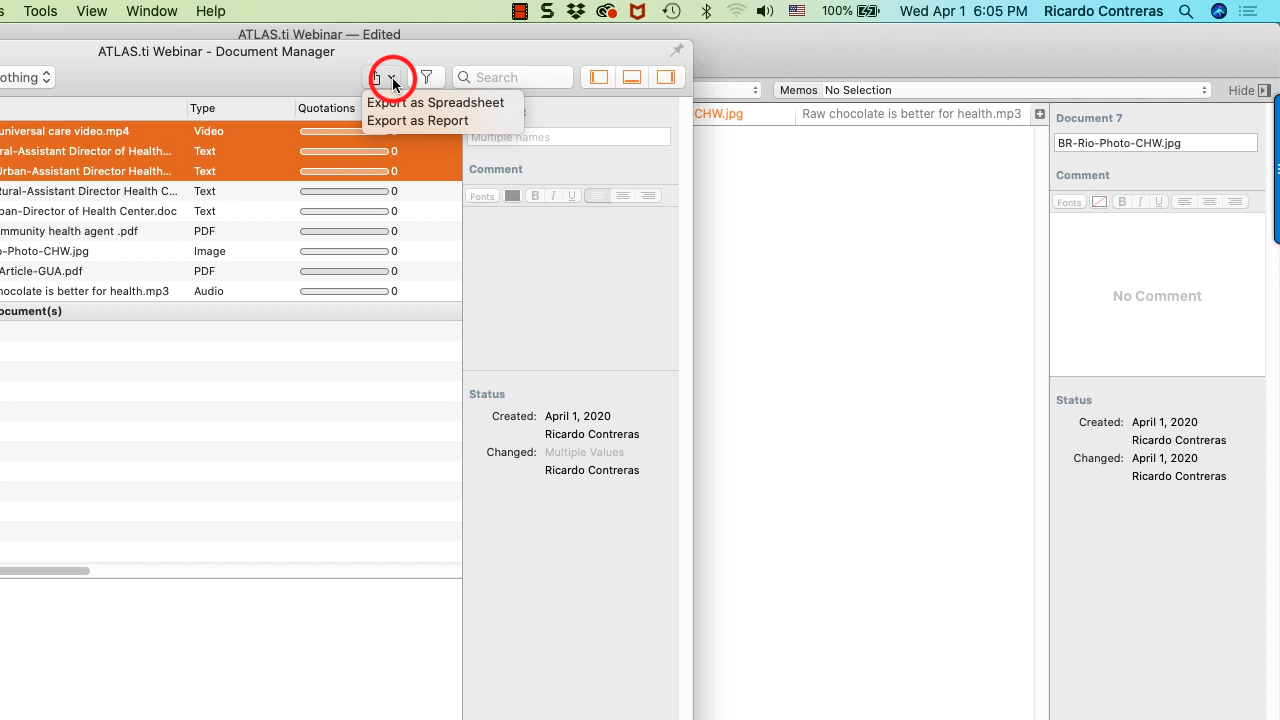 Tools View Window Help 100% Wed Apr 1 6:05 PM Ricardo Contreras
ATLAS.ti Webinar — Edited
ATLAS.ti Webinar - Document Manager
othing Search
Memos No Selection Hide
Export as Spreadsheet
Export as Report
Type Quotations
CHW.jpg Raw chocolate is better for health.mp3
Document 7
universal care video.mp4 Video
Multiple names
BR-Rio-Photo-CHW.jpg
ral-Assistant Director of Health... Text 0
Urban-Assistant Director Health... Text 0
Comment
Comment
Rural-Assistant Director Health C... Text 0
Fonts B I U
Fonts B I U
ban-Director of Health Center.doc Text 0
mmunity health agent .pdf PDF 0
o-Photo-CHW.jpg Image 0
Article-GUA.pdf PDF 0
hocolate is better for health.mp3 Audio 0
No Comment
ocument(s)
Status
Created: April 1, 2020
Ricardo Contreras
Changed: Multiple Values
Ricardo Contreras
Status
Created: April 1, 2020
Ricardo Contreras
Changed: April 1, 2020
Ricardo Contreras